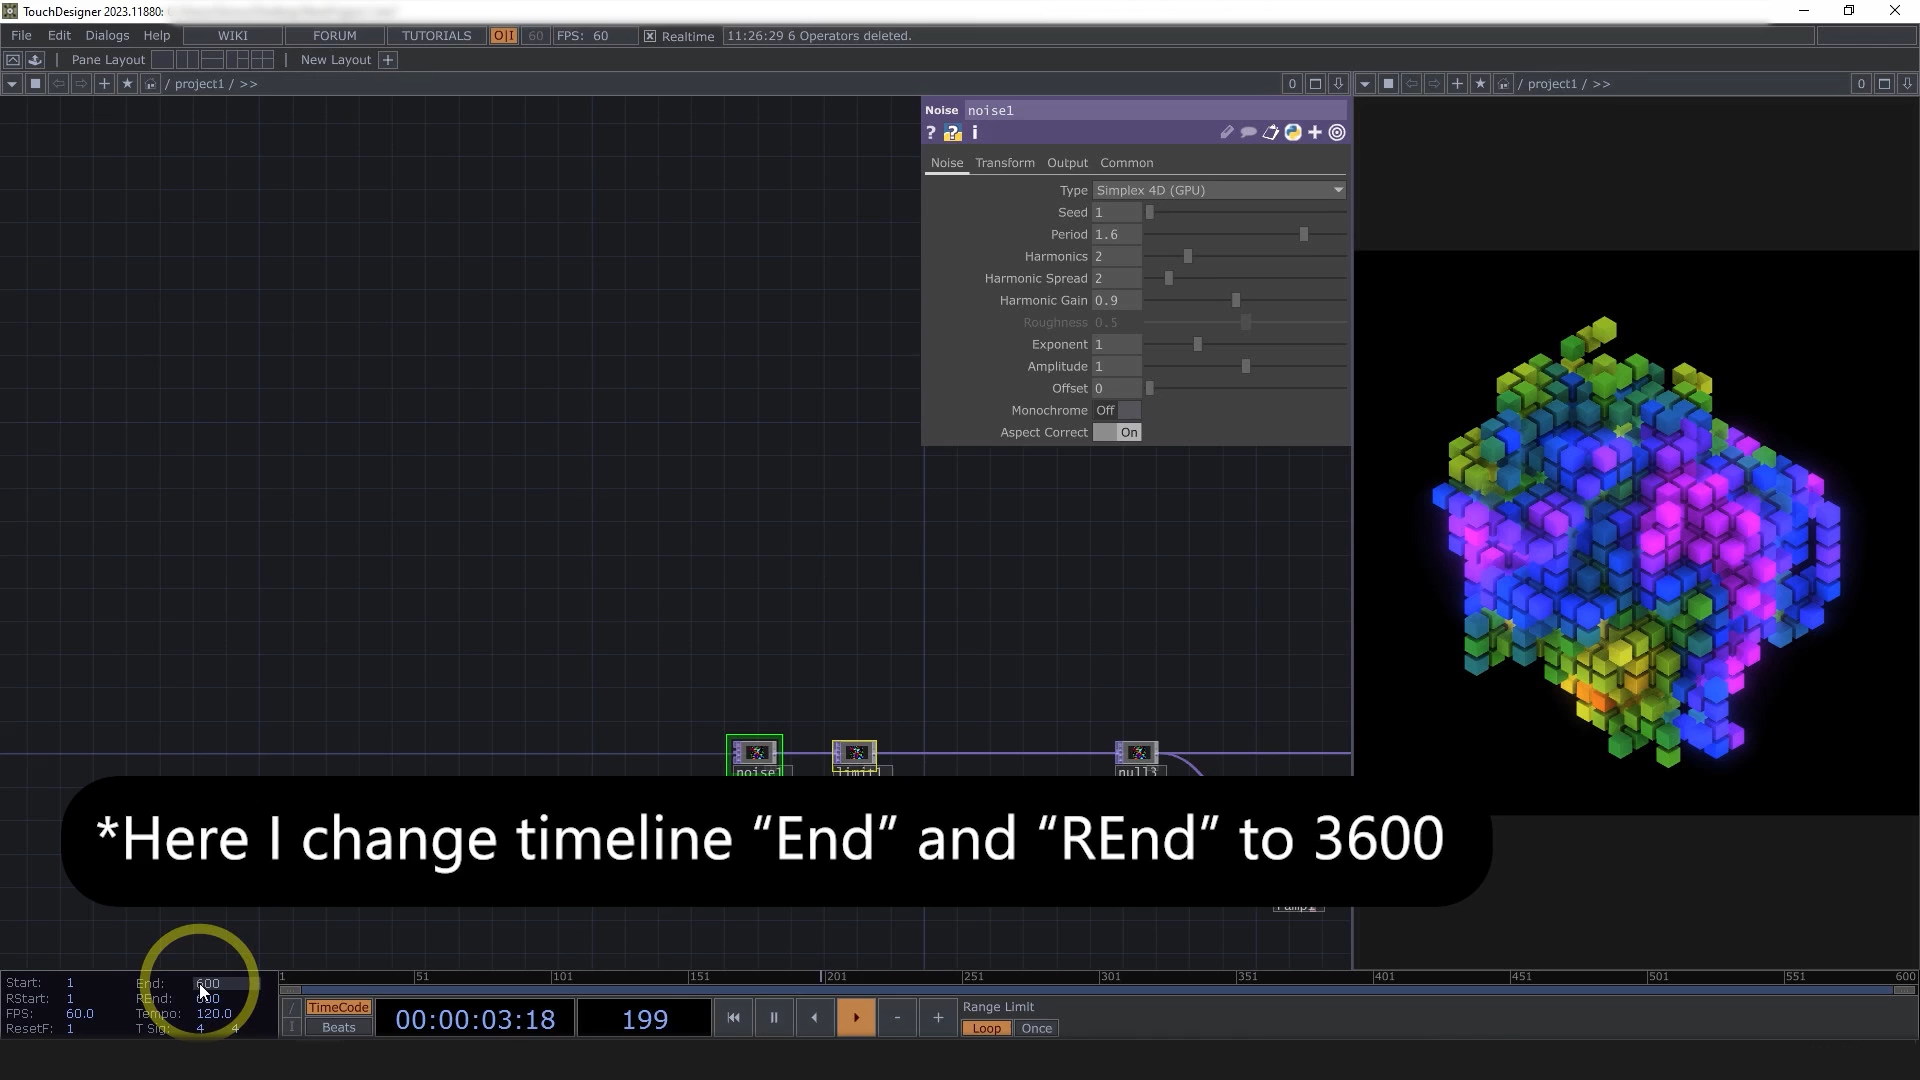 TouchDesigner 2023.11880:
File Edit Dialogs Help WIKI FORUM TUTORIALS O|I 60 FPS: 60 Realtime 11:26:29 6 Operators deleted.
Pane Layout New Layout +
/ project1 / >> 0 / project1 / >> 0
Noise noise1
? ? i
Noise Transform Output Common
Type Simplex 4D (GPU)
Seed 1
Period 1.6
Harmonics 2
Harmonic Spread 2
Harmonic Gain 0.9
Roughness 0.5
Exponent 1
Amplitude 1
Offset 0
Monochrome Off
Aspect Correct On
noise1 limit1 null3
*Here I change timeline “End” and “REnd” to 3600
ramp2
Start: 1 End: 600
RStart: 1 REnd: 600
FPS: 60.0 Tempo: 120.0
ResetF: 1 T Sig: 4 4
1 51 101 151 201 251 301 351 401 451 501 551 600
TimeCode
Beats
00:00:03:18 199
- +
Range Limit
Loop Once